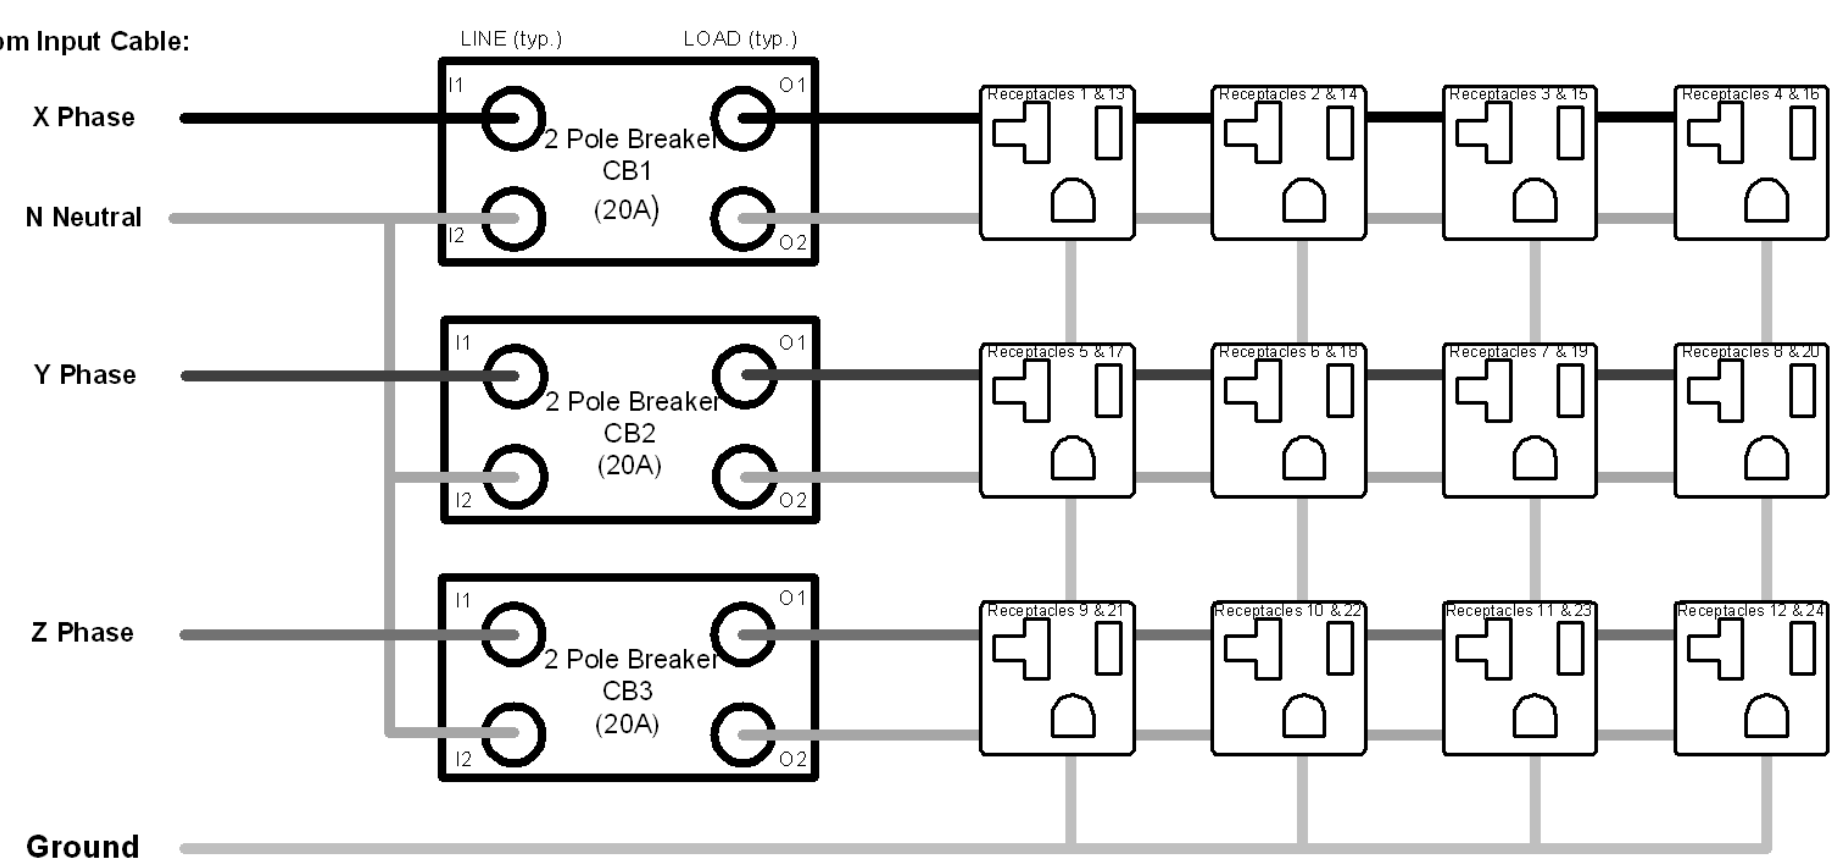 om Input Cable:
LINE (typ.) LOAD (typ.)
I1 O1
Receptacles 1 & 13 Receptacles 2 & 14 Receptacles 3 & 15 Receptacles 4 & 16
X Phase
2 Pole Breaker
CB1
(20A)
N Neutral
I2 O2
I1 O1
Receptacles 5 & 17 Receptacles 6 & 18 Receptacles 7 & 19 Receptacles 8 & 20
Y Phase
2 Pole Breaker
CB2
(20A)
I2 O2
I1 O1
Receptacles 9 & 21 Receptacles 10 & 22 Receptacles 11 & 23 Receptacles 12 & 24
Z Phase
2 Pole Breaker
CB3
(20A)
I2 O2
Ground